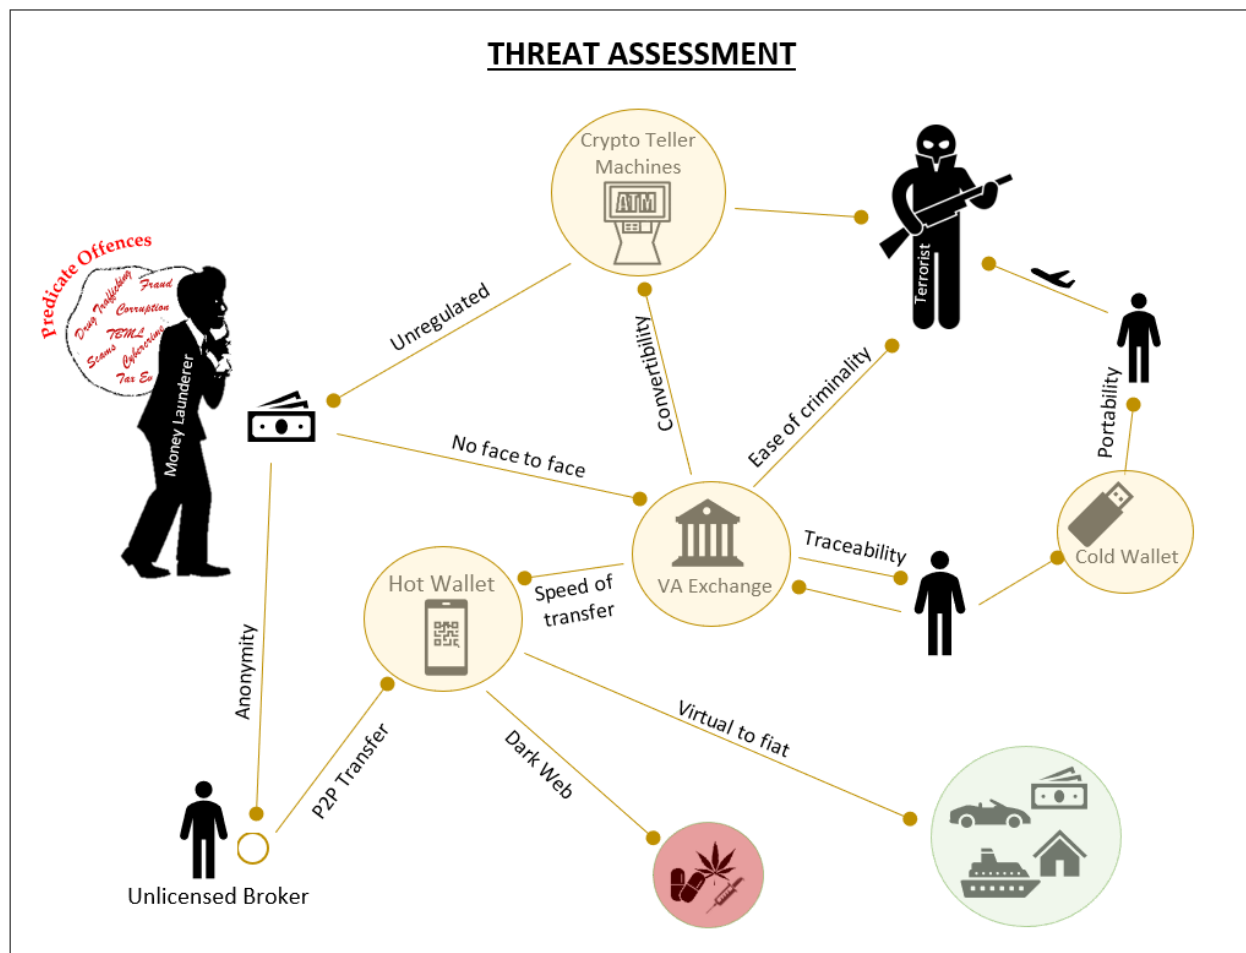 THREAT ASSESSMENT
Crypto Teller
Machines
ATM
Terrorist
Predicate Offences
Drug Trafficking
Fraud
Corruption
TBML
Scams
Cybercrime
Tax Ev
Money Launderer
Unregulated
Convertibility
Ease of criminality
Portability
No face to face
Traceability
Cold Wallet
VA Exchange
Hot Wallet
Speed of
transfer
Anonymity
P2P Transfer
Dark Web
Virtual to fiat
Unlicensed Broker